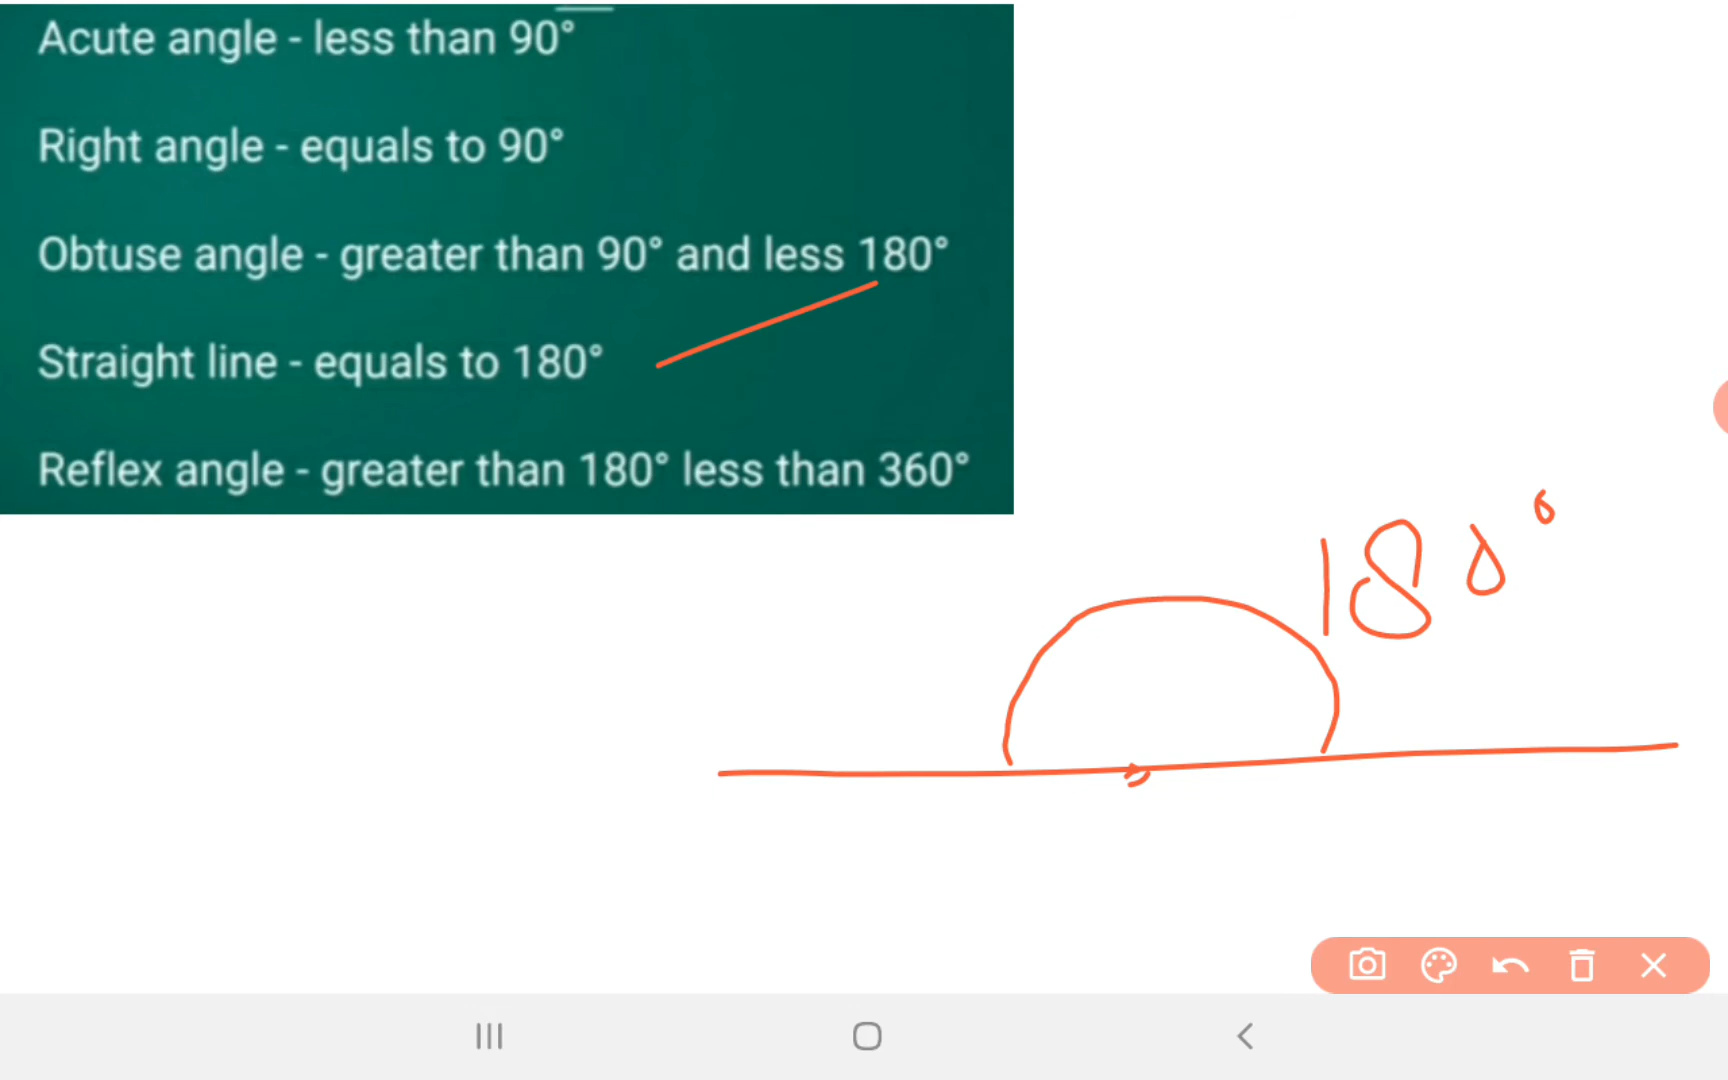 Acute angle - less than 90°
Right angle - equals to 90°
Obtuse angle - greater than 90° and less 180°
Straight line - equals to 180°
Reflex angle - greater than 180° less than 360°
180°